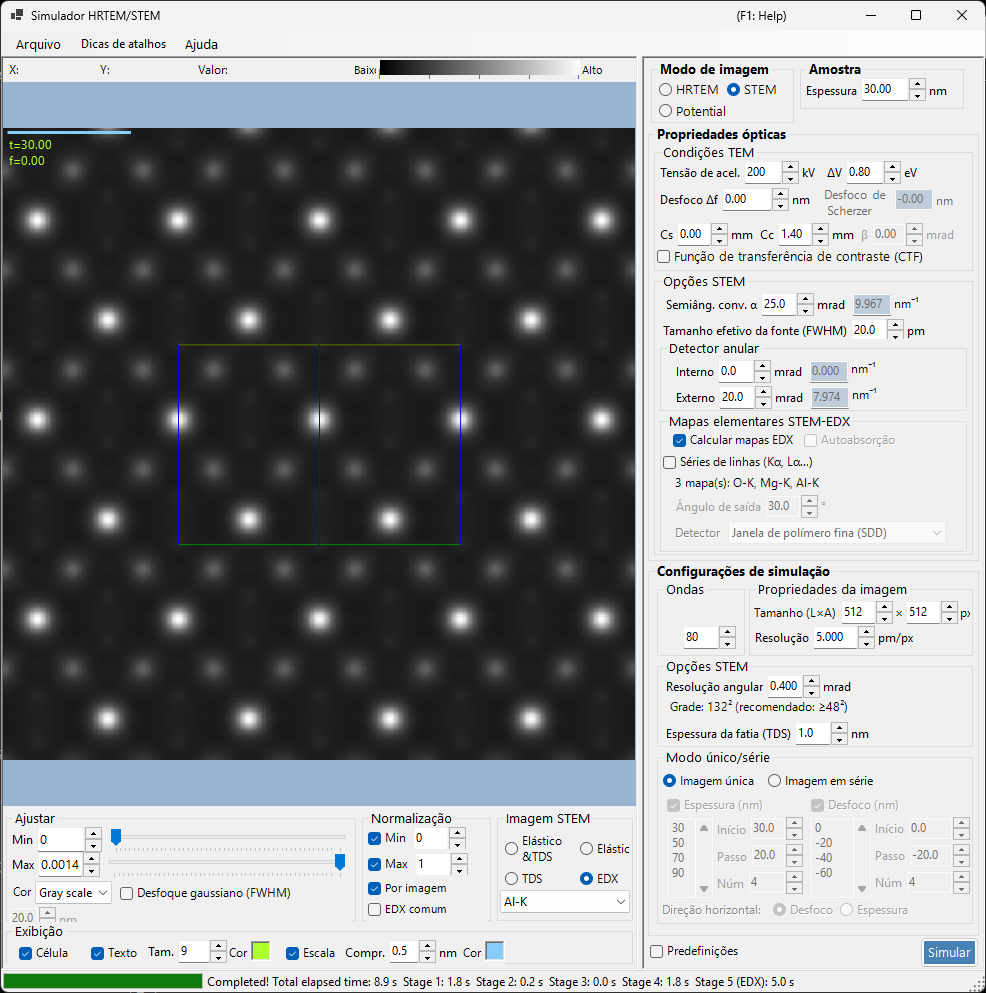 Simulador HRTEM/STEM (F1: Help)
Arquivo Dicas de atalhos Ajuda
X: Y: Valor: Baixo Alto
t=30.00
f=0.00
Modo de imagem
HRTEM STEM
Potential
Amostra
Espessura 30.00 nm
Propriedades ópticas
Condições TEM
Tensão de acel. 200 kV ΔV 0.80 eV
Desfoco Δf 0.00 nm Desfoco de Scherzer -0.00 nm
Cs 0.00 mm Cc 1.40 mm β 0.00 mrad
Função de transferência de contraste (CTF)
Opções STEM
Semiâng. conv. α 25.0 mrad 9.967 nm⁻¹
Tamanho efetivo da fonte (FWHM) 20.0 pm
Detector anular
Interno 0.0 mrad 0.000 nm⁻¹
Externo 20.0 mrad 7.974 nm⁻¹
Mapas elementares STEM-EDX
Calcular mapas EDX Autoabsorção
Séries de linhas (Kα, Lα...)
3 mapa(s): O-K, Mg-K, Al-K
Ângulo de saída 30.0 °
Detector Janela de polímero fina (SDD)
Configurações de simulação
Ondas
80
Propriedades da imagem
Tamanho (L×A) 512 × 512 px
Resolução 5.000 pm/px
Opções STEM
Resolução angular 0.400 mrad
Grade: 132² (recomendado: ≥48²)
Espessura da fatia (TDS) 1.0 nm
Modo único/série
Imagem única Imagem em série
Espessura (nm) Desfoco (nm)
30
50
70
90
Início 30.0
Passo 20.0
Núm 4
0
-20
-40
-60
Início 0.0
Passo -20.0
Núm 4
Direção horizontal: Desfoco Espessura
Predefinições Simular
Ajustar
Min 0
Max 0.0014
Cor Gray scale Desfoque gaussiano (FWHM)
20.0 nm
Normalização
Min 0
Max 1
Por imagem
EDX comum
Imagem STEM
Elástico &TDS Elástic
TDS EDX
Al-K
Exibição
Célula Texto Tam. 9 Cor Escala Compr. 0.5 nm Cor
Completed! Total elapsed time: 8.9 s Stage 1: 1.8 s Stage 2: 0.2 s Stage 3: 0.0 s Stage 4: 1.8 s Stage 5 (EDX): 5.0 s